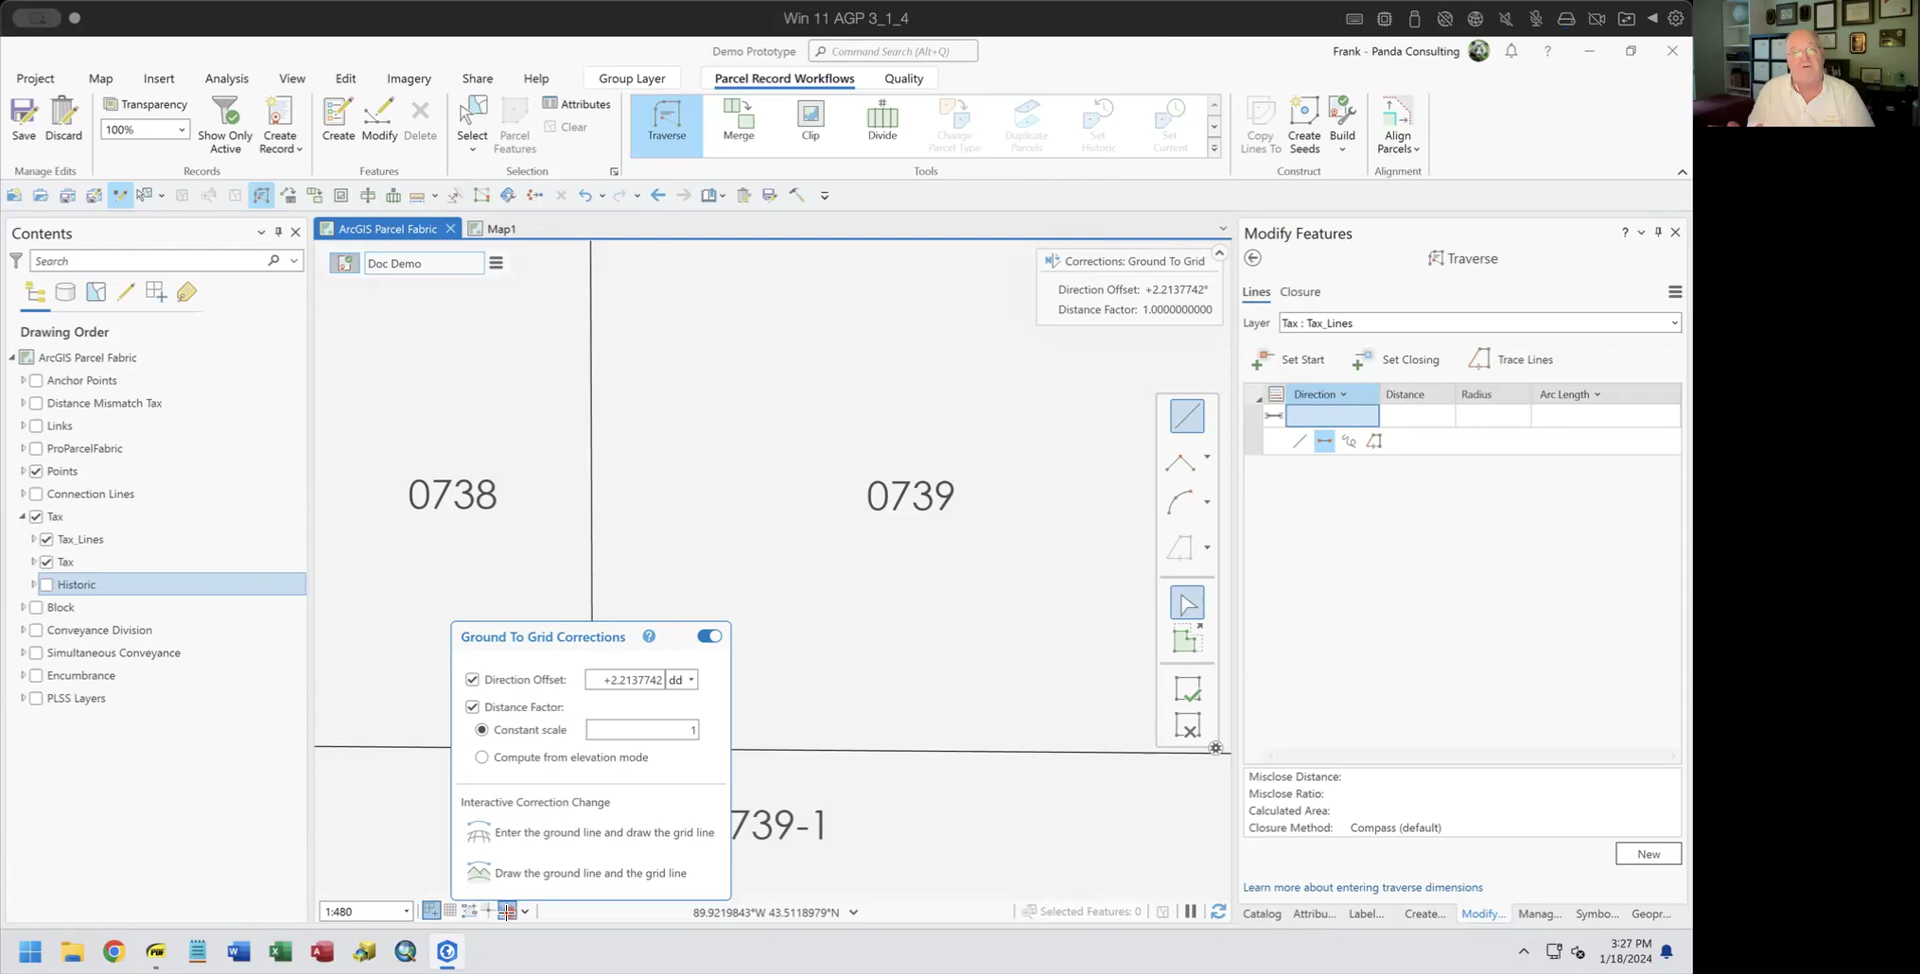 Win 11 AGP 3_1_4
Demo Prototype
Command Search (Alt+Q)
Frank - Panda Consulting
?
Project
Map
Insert
Analysis
View
Edit
Imagery
Share
Help
Group Layer
Parcel Record Workflows
Quality
Save
Discard
Transparency
100%
Show Only Active
Create Record
Create
Modify
Delete
Select
Parcel Features
Attributes
Clear
Traverse
Merge
Clip
Divide
Change Parcel Type
Duplicate Parcels
Set Historic
Set Current
Copy Lines To
Create Seeds
Build
Align Parcels
Manage Edits
Records
Features
Selection
Tools
Construct
Alignment
Contents
Search
Drawing Order
ArcGIS Parcel Fabric
Anchor Points
Distance Mismatch Tax
Links
ProParcelFabric
Points
Connection Lines
Tax
Tax_Lines
Tax
Historic
Block
Conveyance Division
Simultaneous Conveyance
Encumbrance
PLSS Layers
ArcGIS Parcel Fabric
Map1
Doc Demo
Corrections: Ground To Grid
Direction Offset: +2.2137742°
Distance Factor: 1.0000000000
0738
0739
739-1
Ground To Grid Corrections
?
Direction Offset: +2.2137742 dd
Distance Factor:
Constant scale 1
Compute from elevation mode
Interactive Correction Change
Enter the ground line and draw the grid line
Draw the ground line and the grid line
1:480
89.9219843°W 43.5118979°N
Selected Features: 0
Modify Features
?
Traverse
Lines
Closure
Layer Tax : Tax_Lines
Set Start
Set Closing
Trace Lines
Direction
Distance
Radius
Arc Length
Misclose Distance:
Misclose Ratio:
Calculated Area:
Closure Method: Compass (default)
New
Learn more about entering traverse dimensions
Catalog
Attribu...
Label...
Create...
Modify...
Manag...
Symbo...
Geopr...
3:27 PM
1/18/2024